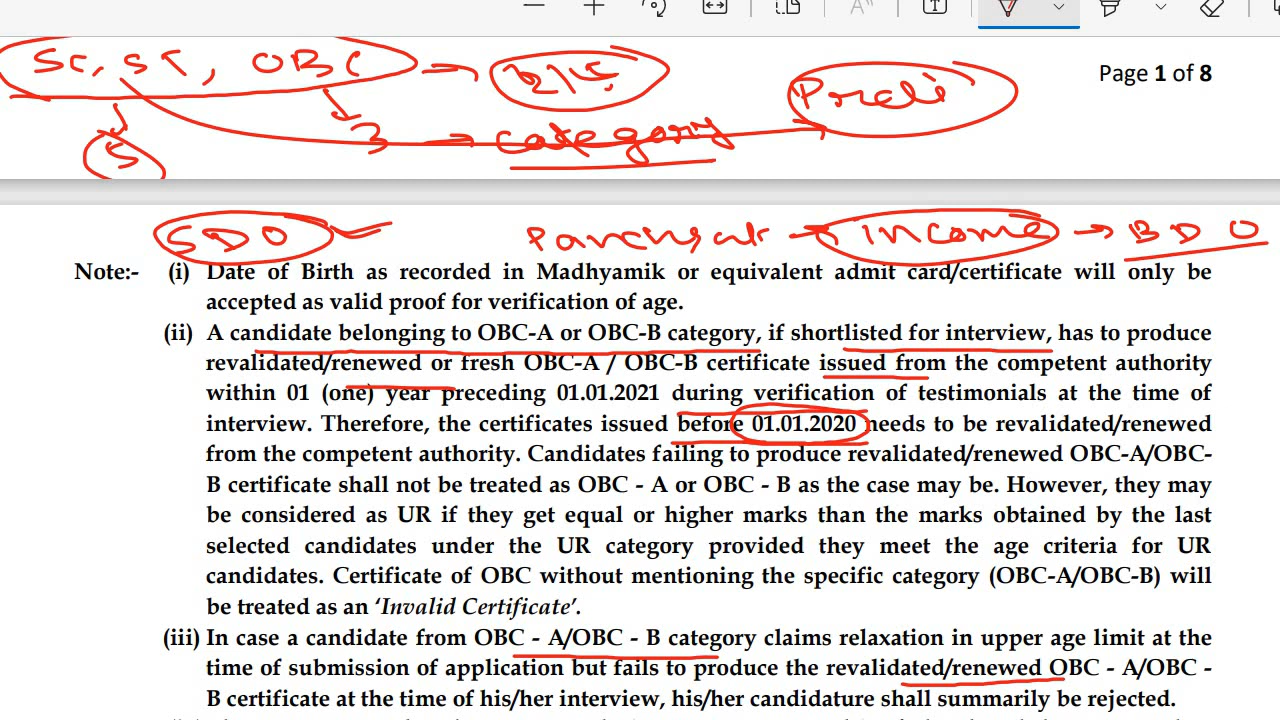 SC, ST, OBC
Page 1 of 8
5
3 → category
SDO
income → BDO
Note:- (i) Date of Birth as recorded in Madhyamik or equivalent admit card/certificate will only be
accepted as valid proof for verification of age.
(ii) A candidate belonging to OBC-A or OBC-B category, if shortlisted for interview, has to produce
revalidated/renewed or fresh OBC-A / OBC-B certificate issued from the competent authority
within 01 (one) year preceding 01.01.2021 during verification of testimonials at the time of
interview. Therefore, the certificates issued before 01.01.2020 needs to be revalidated/renewed
from the competent authority. Candidates failing to produce revalidated/renewed OBC-A/OBC-
B certificate shall not be treated as OBC - A or OBC - B as the case may be. However, they may
be considered as UR if they get equal or higher marks than the marks obtained by the last
selected candidates under the UR category provided they meet the age criteria for UR
candidates. Certificate of OBC without mentioning the specific category (OBC-A/OBC-B) will
be treated as an ‘Invalid Certificate’.
(iii) In case a candidate from OBC - A/OBC - B category claims relaxation in upper age limit at the
time of submission of application but fails to produce the revalidated/renewed OBC - A/OBC -
B certificate at the time of his/her interview, his/her candidature shall summarily be rejected.